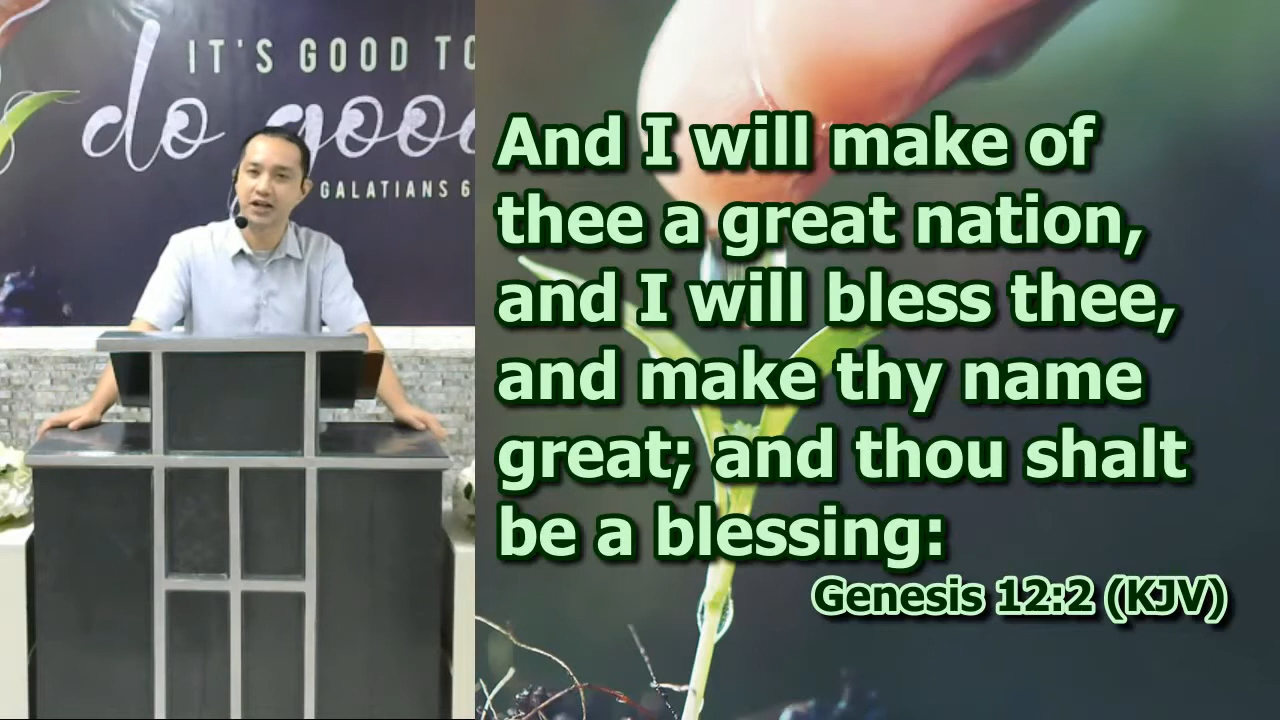 IT'S GOOD TO
do good
GALATIANS 6
And I will make of
thee a great nation,
and I will bless thee,
and make thy name
great; and thou shalt
be a blessing:
Genesis 12:2 (KJV)